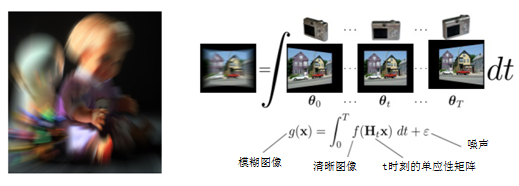 = ∫ ... ... dt
θ₀ ... θₜ ... θ_T
g(x) = ∫₀ᵀ f(Hₜx) dt + ε
噪声
模糊图像 清晰图像 t时刻的单应性矩阵